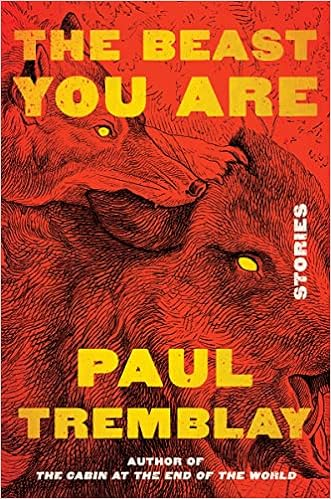 THE BEAST
YOU ARE
STORIES
PAUL
TREMBLAY
AUTHOR OF
THE CABIN AT THE END OF THE WORLD